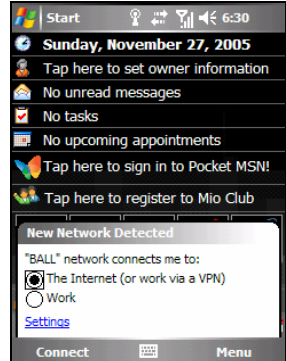 Start 6:30
Sunday, November 27, 2005
Tap here to set owner information
No unread messages
No tasks
No upcoming appointments
Tap here to sign in to Pocket MSN!
Tap here to register to Mio Club
New Network Detected
"BALL" network connects me to:
The Internet (or work via a VPN)
Work
Settings
Connect Menu